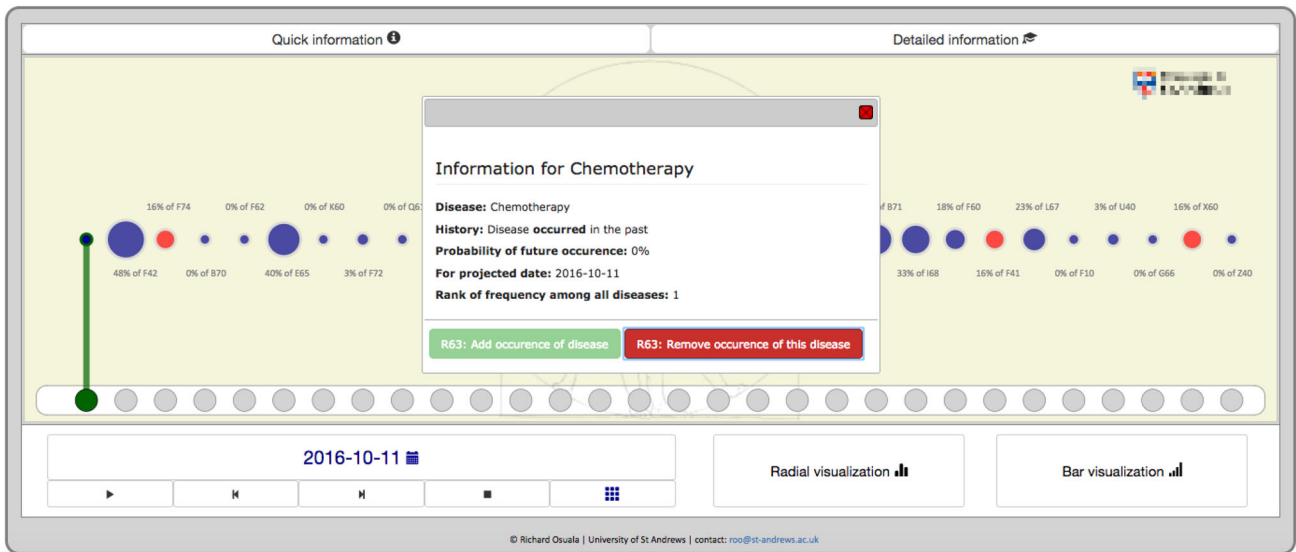 Quick information
Detailed information
Information for Chemotherapy
Disease: Chemotherapy
History: Disease occurred in the past
Probability of future occurence: 0%
For projected date: 2016-10-11
Rank of frequency among all diseases: 1
R63: Add occurence of disease
R63: Remove occurence of this disease
16% of F74
0% of F62
0% of K60
0% of Q6
f B71
18% of F60
23% of L67
3% of U40
16% of X60
48% of F42
0% of B70
40% of E65
3% of F72
33% of I68
16% of F41
0% of F10
0% of G66
0% of Z40
2016-10-11
Radial visualization
Bar visualization
© Richard Osuala | University of St Andrews | contact: roo@st-andrews.ac.uk